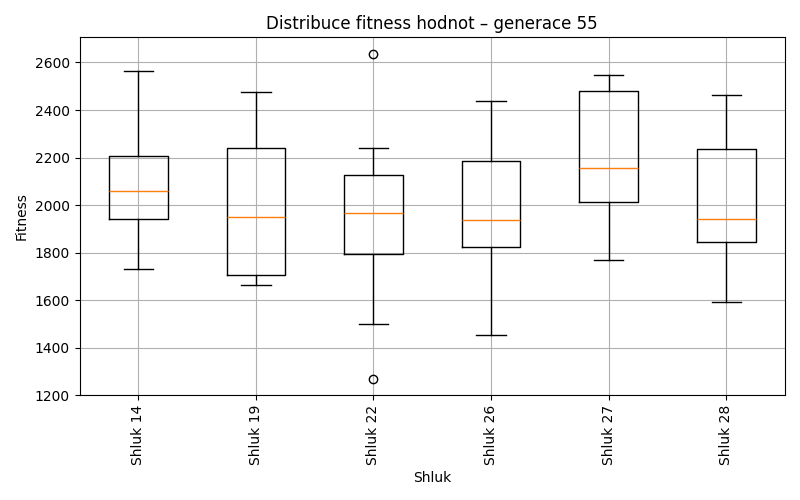 Distribuce fitness hodnot – generace 55
Fitness
2600
2400
2200
2000
1800
1600
1400
1200
Shluk 14
Shluk 19
Shluk 22
Shluk 26
Shluk 27
Shluk 28
Shluk